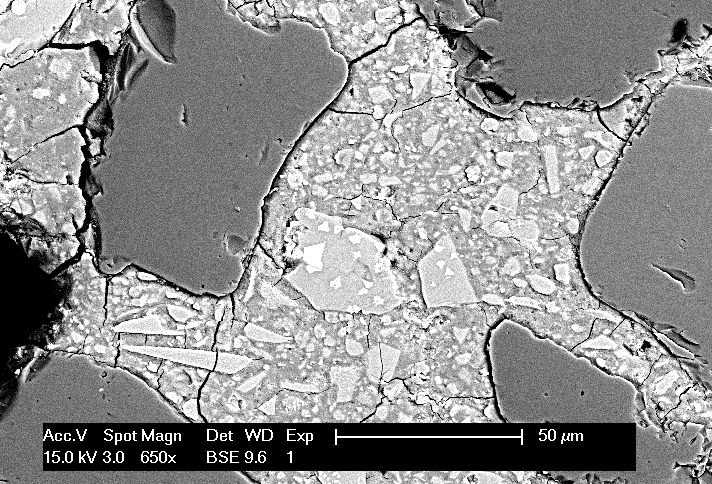 Acc.V Spot Magn Det WD Exp 50 µm
15.0 kV 3.0 650x BSE 9.6 1